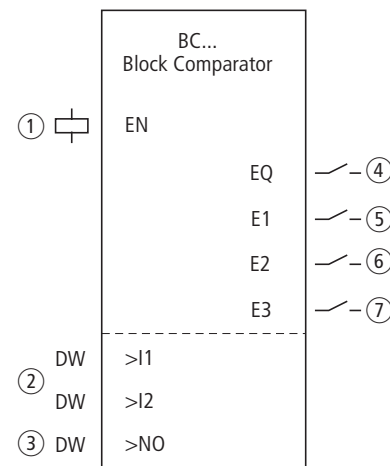 BC...
Block Comparator
① EN
EQ ④
E1 ⑤
E2 ⑥
E3 ⑦
② DW >I1
DW >I2
③ DW >NO